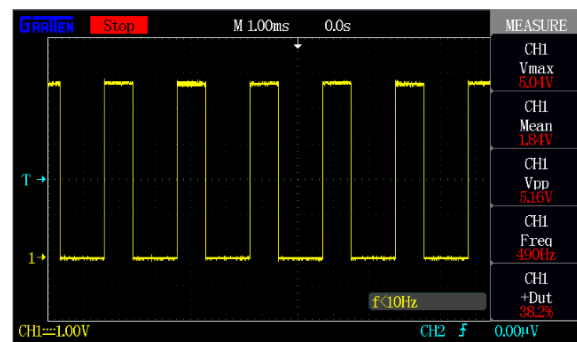 GRATTEN Stop M 1.00ms 0.0s MEASURE
CH1
Vmax
5.04V
CH1
Mean
1.84V
T
CH1
Vpp
5.16V
CH1
Freq
490Hz
1
CH1
+Dut
38.2%
f<10Hz
CH1 1.00V CH2 0.00μV